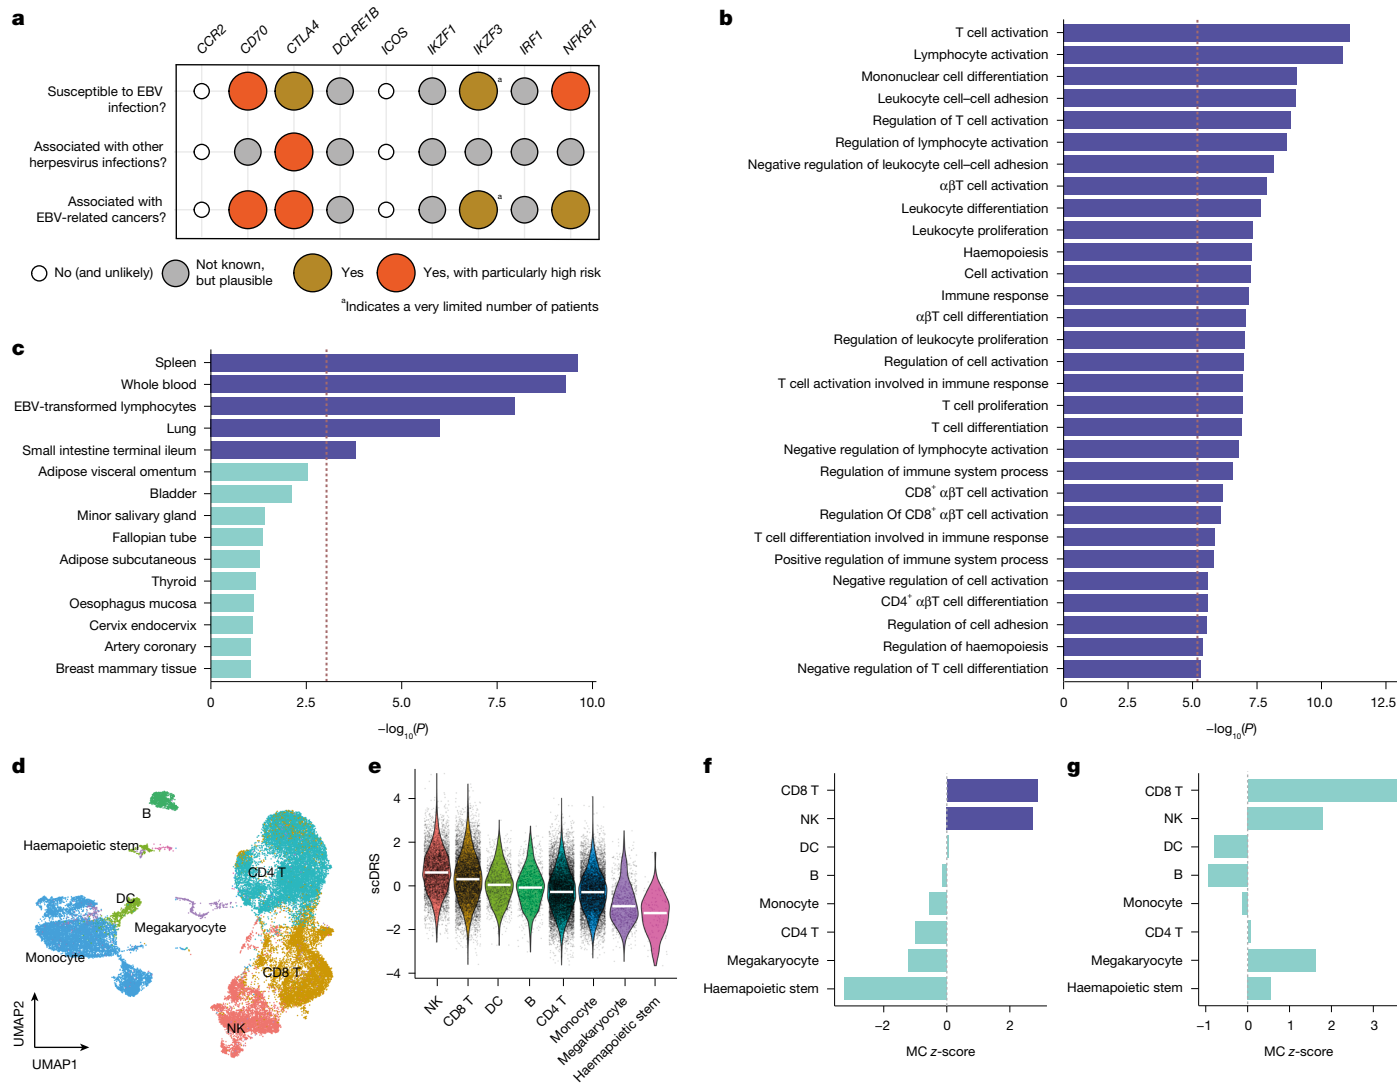 a
CCR2
CD70
CTLA4
DCLRE1B
ICOS
IKZF1
IKZF3
IRF1
NFKB1
Susceptible to EBV
infection?
a
Associated with other
herpesvirus infections?
Associated with
EBV-related cancers?
a
No (and unlikely)
Not known,
but plausible
Yes
Yes, with particularly high risk
aIndicates a very limited number of patients
b
T cell activation
Lymphocyte activation
Mononuclear cell differentiation
Leukocyte cell–cell adhesion
Regulation of T cell activation
Regulation of lymphocyte activation
Negative regulation of leukocyte cell–cell adhesion
αβT cell activation
Leukocyte differentiation
Leukocyte proliferation
Haemopoiesis
Cell activation
Immune response
αβT cell differentiation
Regulation of leukocyte proliferation
Regulation of cell activation
T cell activation involved in immune response
T cell proliferation
T cell differentiation
Negative regulation of lymphocyte activation
Regulation of immune system process
CD8+ αβT cell activation
Regulation Of CD8+ αβT cell activation
T cell differentiation involved in immune response
Positive regulation of immune system process
Negative regulation of cell activation
CD4+ αβT cell differentiation
Regulation of cell adhesion
Regulation of haemopoiesis
Negative regulation of T cell differentiation
0 2.5 5.0 7.5 10.0 12.5
−log10(P)
c
Spleen
Whole blood
EBV-transformed lymphocytes
Lung
Small intestine terminal ileum
Adipose visceral omentum
Bladder
Minor salivary gland
Fallopian tube
Adipose subcutaneous
Thyroid
Oesophagus mucosa
Cervix endocervix
Artery coronary
Breast mammary tissue
0 2.5 5.0 7.5 10.0
−log10(P)
d
B
Haemapoietic stem
CD4 T
DC
Megakaryocyte
Monocyte
CD8 T
NK
UMAP2
UMAP1
e
scDRS
4
2
0
−2
−4
NK
CD8 T
DC
B
CD4 T
Monocyte
Megakaryocyte
Haemapoietic stem
f
CD8 T
NK
DC
B
Monocyte
CD4 T
Megakaryocyte
Haemapoietic stem
−2 0 2
MC z-score
g
CD8 T
NK
DC
B
Monocyte
CD4 T
Megakaryocyte
Haemapoietic stem
−1 0 1 2 3
MC z-score